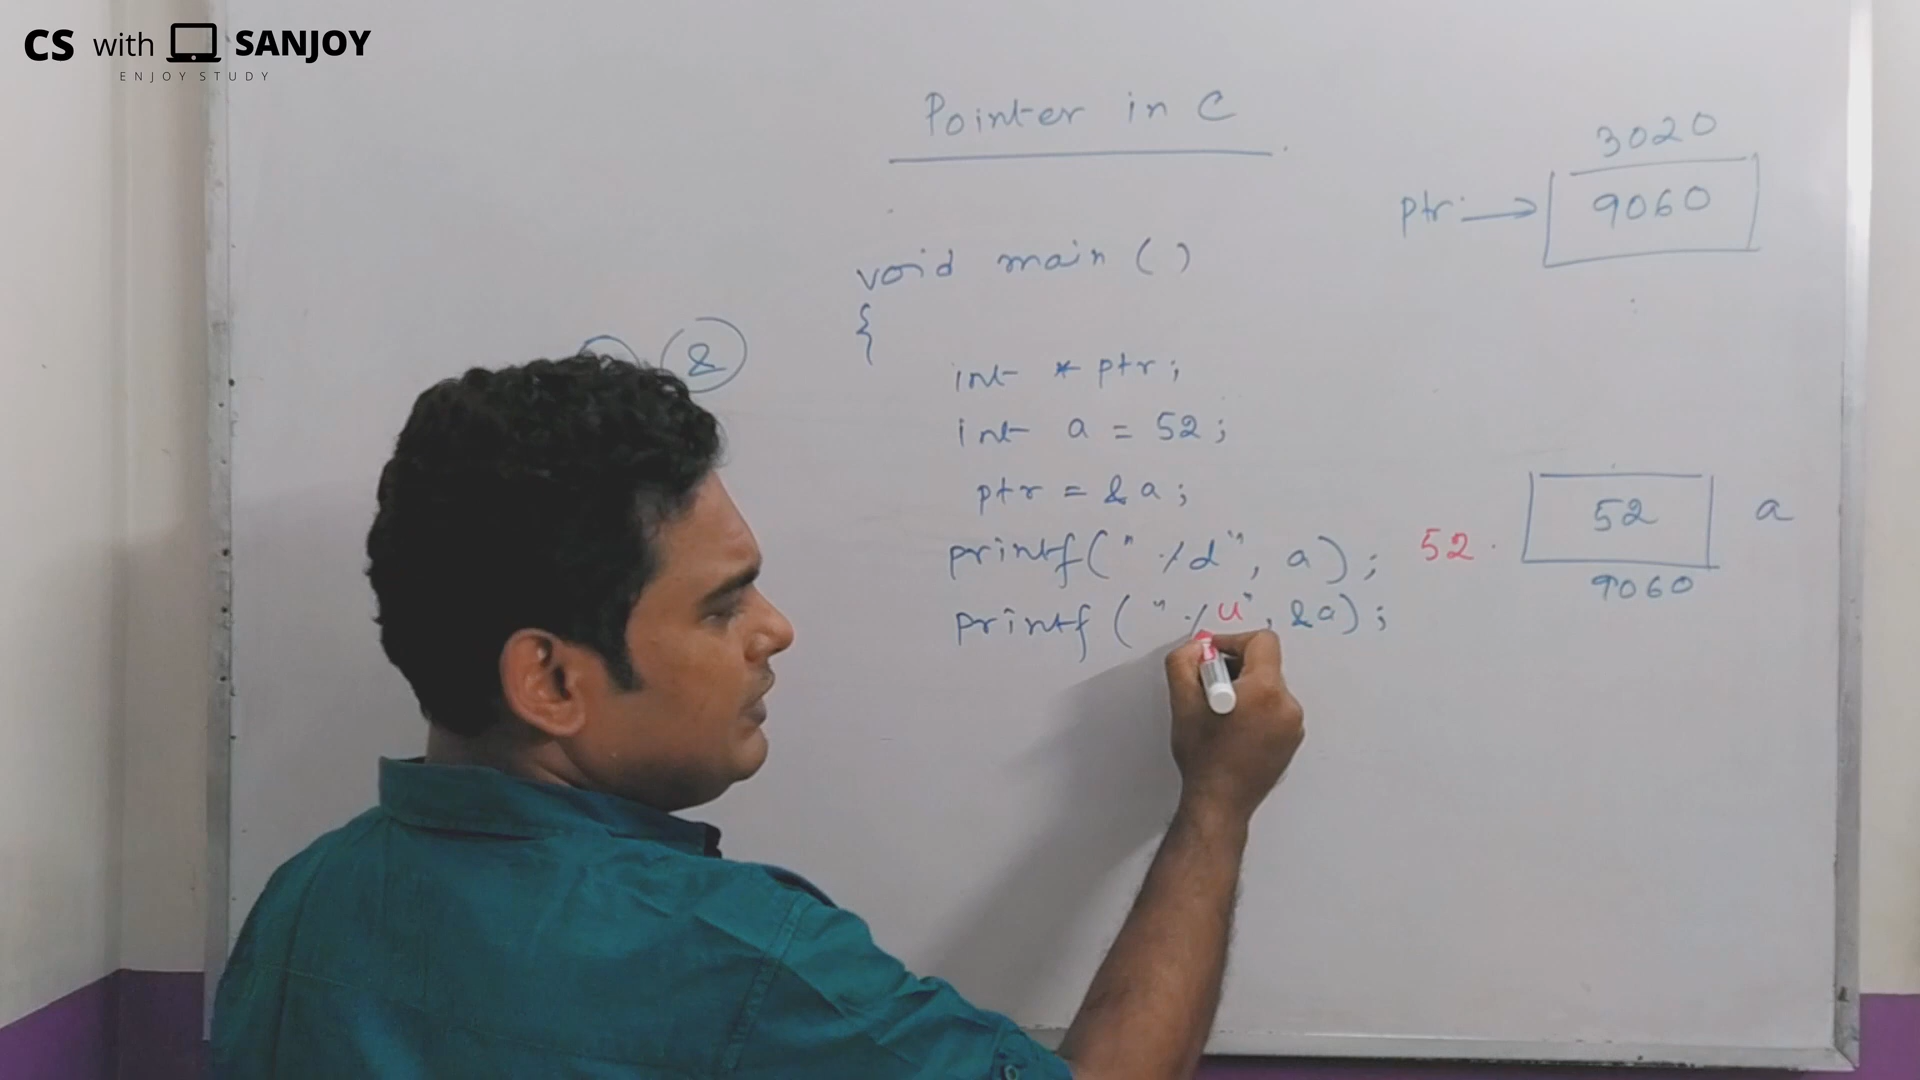 CS with SANJOY
ENJOY STUDY
Pointer in C
3020
ptr → 9060
void main ()
{
&
int * ptr ;
int a = 52 ;
ptr = &a ;
printf(" %d", a) ; 52
52 a
9060
printf (" %u", &a) ;